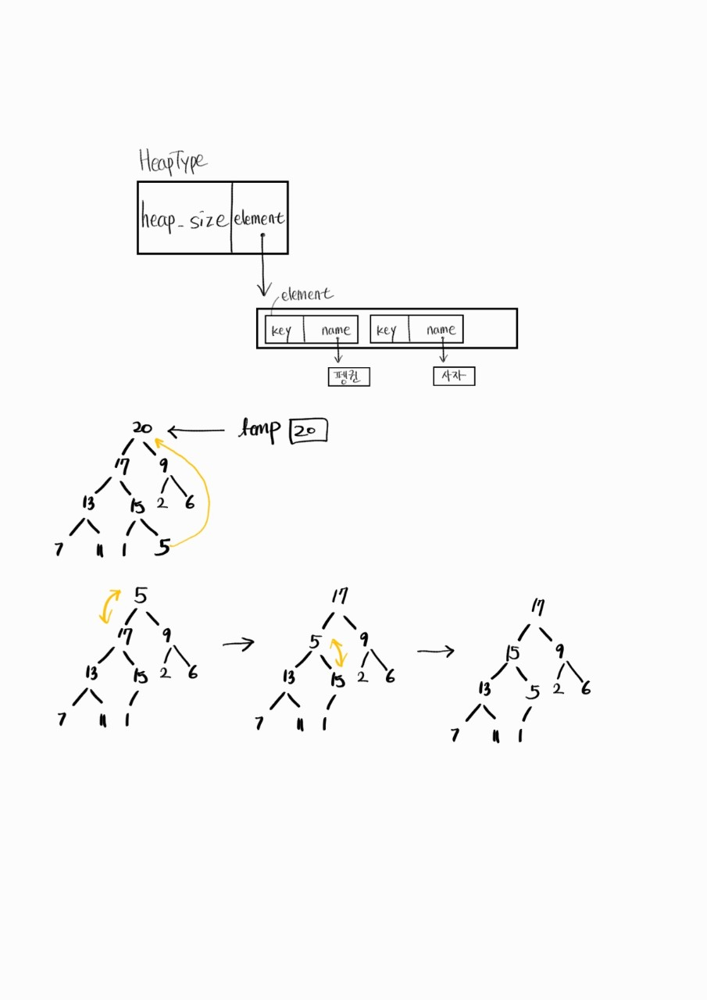 HeapType
heap_size element
element
key name key name
펭귄 사자
20 temp 20
17 9
13 15 2 6
7 11 1 5
5 17 17
17 9 5 9 15 9
13 15 2 6 13 15 2 6 13 5 2 6
7 11 1 7 11 1 7 11 1